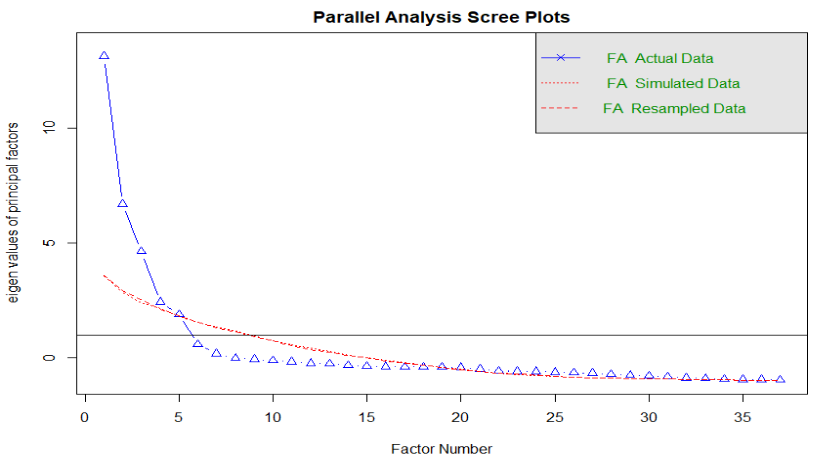 Parallel Analysis Scree Plots
FA Actual Data
FA Simulated Data
FA Resampled Data
eigen values of principal factors
10
5
0
0 5 10 15 20 25 30 35
Factor Number